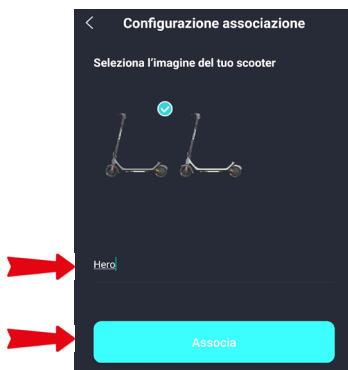 Configurazione associazione
Seleziona l'imagine del tuo scooter
Hero
Associa